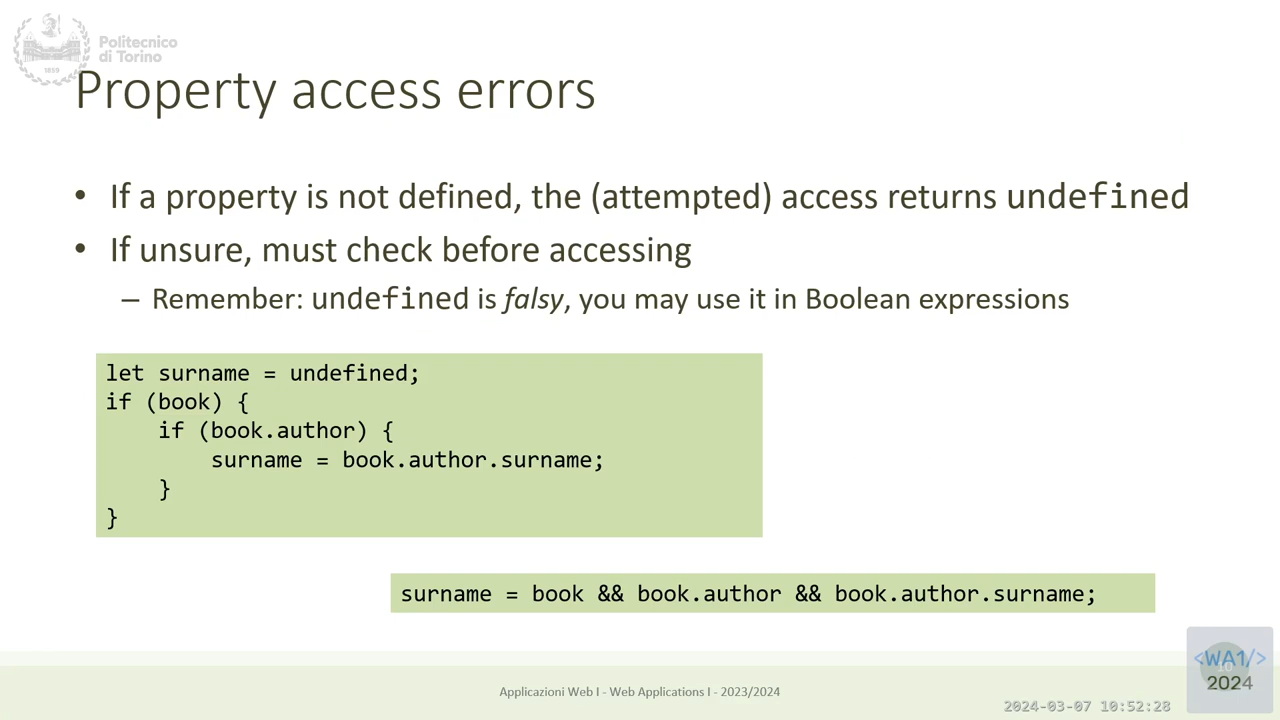 Politecnico
di Torino
1859
Property access errors
• If a property is not defined, the (attempted) access returns undefined
• If unsure, must check before accessing
– Remember: undefined is falsy, you may use it in Boolean expressions
let surname = undefined;
if (book) {
    if (book.author) {
        surname = book.author.surname;
    }
}
surname = book && book.author && book.author.surname;
Applicazioni Web I - Web Applications I - 2023/2024
<WA1/>
10
2024
2024-03-07 10:52:28